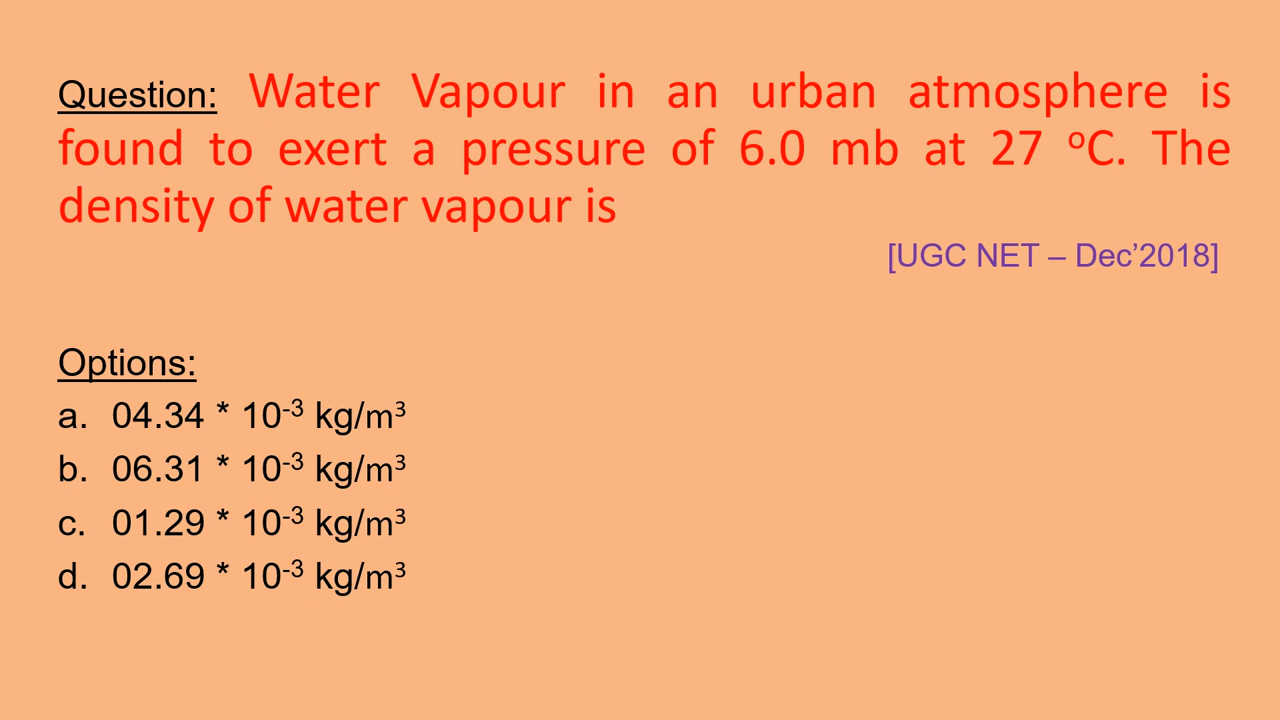 Question: Water Vapour in an urban atmosphere is
found to exert a pressure of 6.0 mb at 27 ºC. The
density of water vapour is
[UGC NET – Dec’2018]
Options:
a. 04.34 * 10⁻³ kg/m³
b. 06.31 * 10⁻³ kg/m³
c. 01.29 * 10⁻³ kg/m³
d. 02.69 * 10⁻³ kg/m³